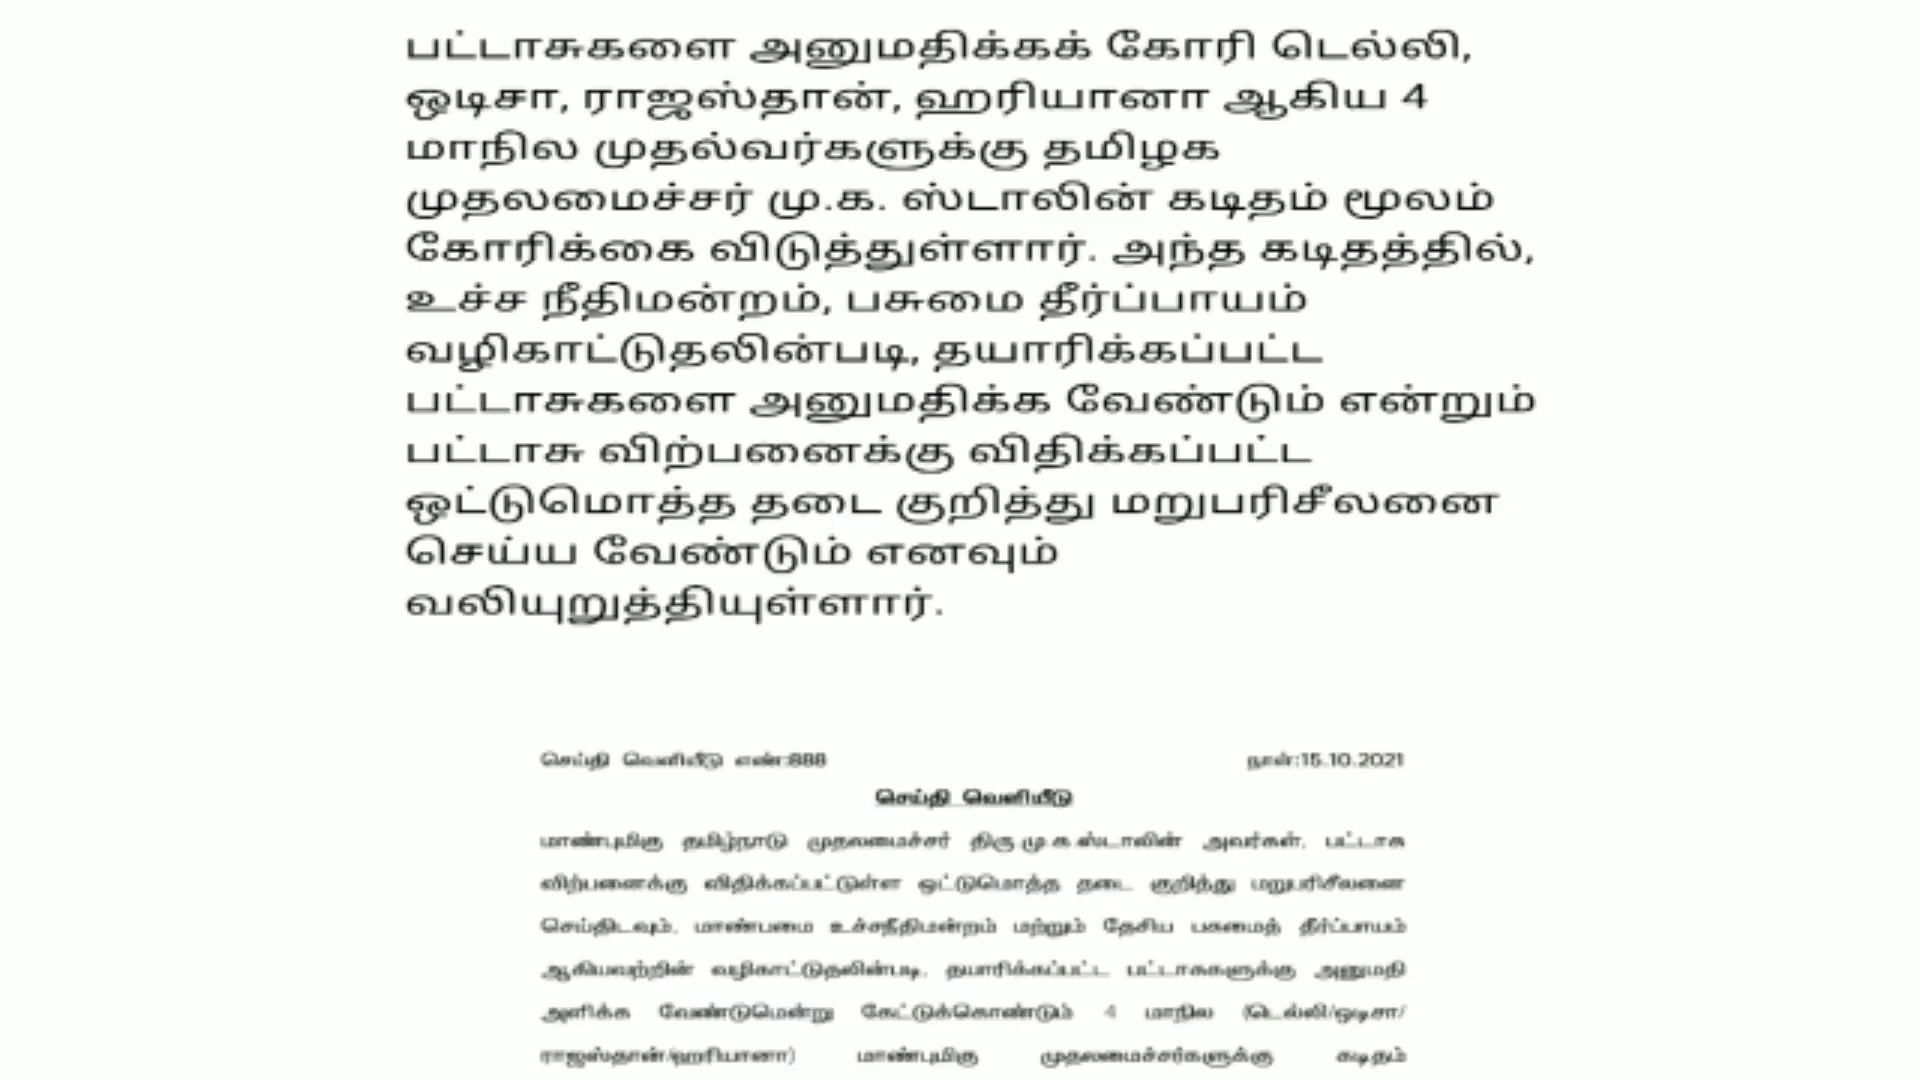 பட்டாசுகளை அனுமதிக்கக் கோரி டெல்லி,
ஒடிசா, ராஜஸ்தான், ஹரியானா ஆகிய 4
மாநில முதல்வர்களுக்கு தமிழக
முதலமைச்சர் மு.க. ஸ்டாலின் கடிதம் மூலம்
கோரிக்கை விடுத்துள்ளார். அந்த கடிதத்தில்,
உச்ச நீதிமன்றம், பசுமை தீர்ப்பாயம்
வழிகாட்டுதலின்படி, தயாரிக்கப்பட்ட
பட்டாசுகளை அனுமதிக்க வேண்டும் என்றும்
பட்டாசு விற்பனைக்கு விதிக்கப்பட்ட
ஒட்டுமொத்த தடை குறித்து மறுபரிசீலனை
செய்ய வேண்டும் எனவும்
வலியுறுத்தியுள்ளார்.
செய்தி வெளியீடு எண்:888 நாள்:15.10.2021
செய்தி வெளியீடு
மாண்புமிகு தமிழ்நாடு முதலமைச்சர் திரு.மு.க.ஸ்டாலின் அவர்கள், பட்டாசு
விற்பனைக்கு விதிக்கப்பட்டுள்ள ஒட்டுமொத்த தடை குறித்து மறுபரிசீலனை
செய்திடவும், மாண்பமை உச்சநீதிமன்றம் மற்றும் தேசிய பசுமைத் தீர்ப்பாயம்
ஆகியவற்றின் வழிகாட்டுதலின்படி, தயாரிக்கப்பட்ட பட்டாசுகளுக்கு அனுமதி
அளிக்க வேண்டுமென்று கேட்டுக்கொண்டும் 4 மாநில (டெல்லி/ஒடிசா/
ராஜஸ்தான்/ஹரியானா) மாண்புமிகு முதலமைச்சர்களுக்கு கடிதம்